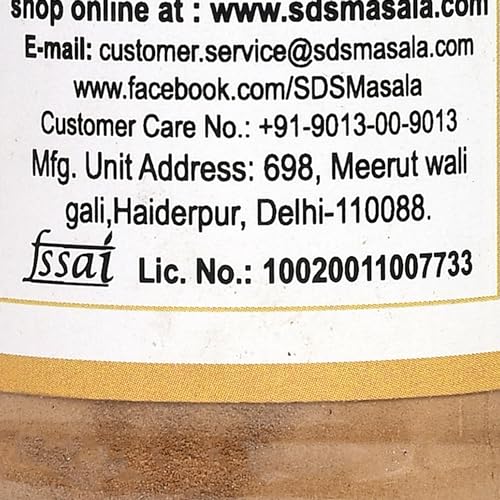 shop online at : www.sdsmasala.com
E-mail: customer.service@sdsmasala.com
www.facebook.com/SDSMasala
Customer Care No.: +91-9013-00-9013
Mfg. Unit Address: 698, Meerut wali
gali,Haiderpur, Delhi-110088.
fssai Lic. No.: 10020011007733